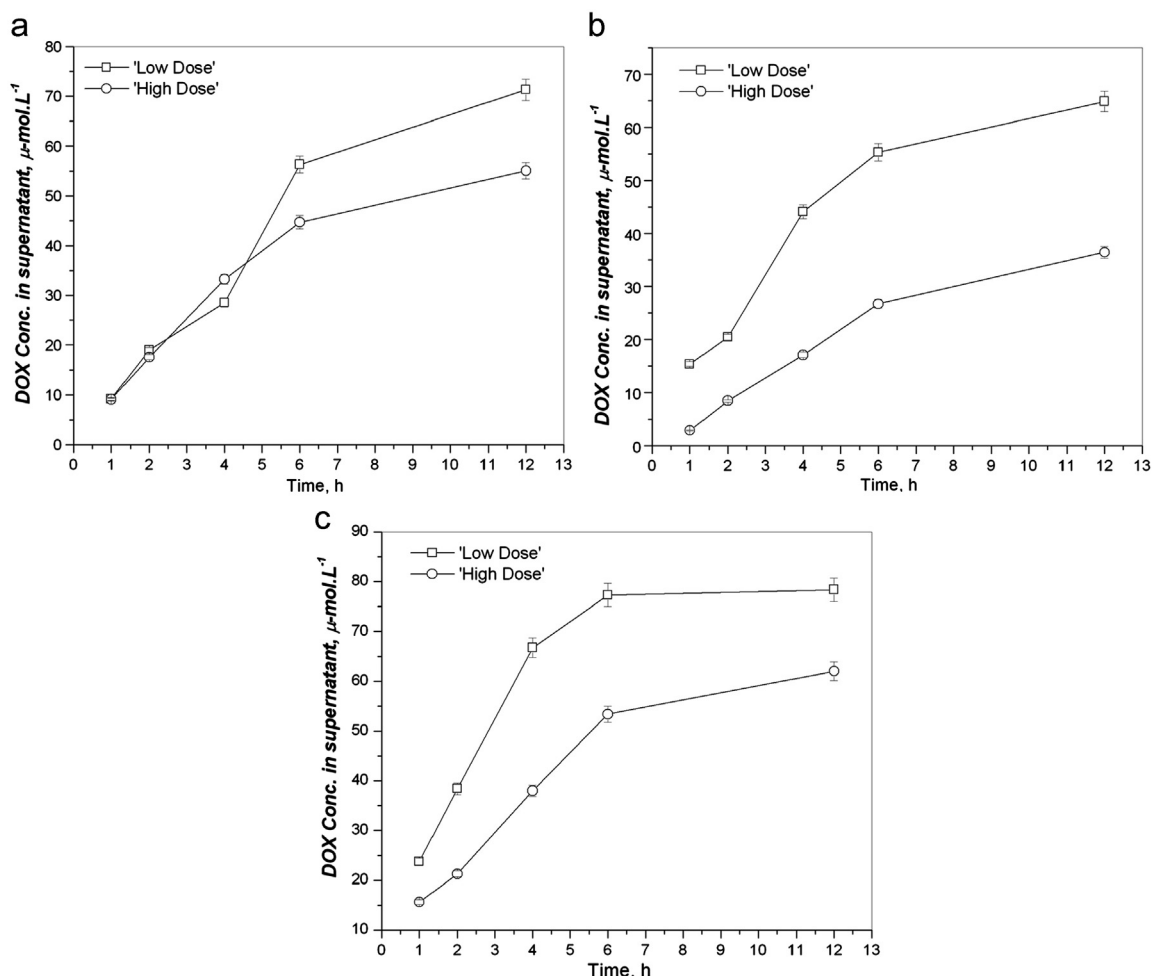 a
80
70
60
50
40
30
20
10
0
'Low Dose'
'High Dose'
DOX Conc. in supernatant, μ-mol.L-1
0 1 2 3 4 5 6 7 8 9 10 11 12 13
Time, h
b
70
60
50
40
30
20
10
0
'Low Dose'
'High Dose'
DOX Conc. in supernatant, μ-mol.L-1
0 1 2 3 4 5 6 7 8 9 10 11 12 13
Time, h
c
90
80
70
60
50
40
30
20
10
'Low Dose'
'High Dose'
DOX Conc. in supernatant, μ-mol.L-1
0 1 2 3 4 5 6 7 8 9 10 11 12 13
Time, h